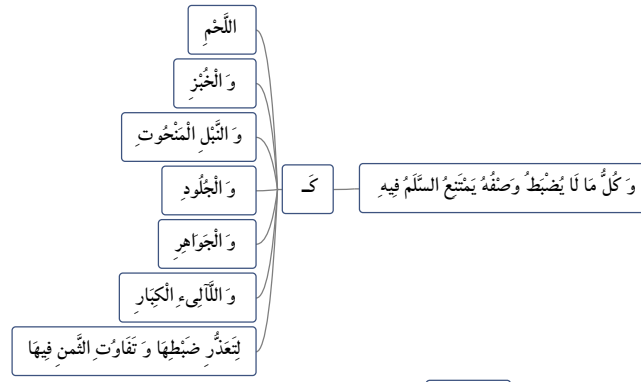 وَ كُلُّ مَا لَا يُضْبَطُ وَصْفُهُ يَمْتَنِعُ السَّلَمُ فِيهِ
كَـ
اللَّحْمِ
وَ الْخُبْزِ
وَ النَّبْلِ الْمَنْحُوتِ
وَ الْجُلُودِ
وَ الْجَوَاهِرِ
وَ اللَّآلِیءِ الْكِبَارِ
لِتَعَذُّرِ ضَبْطِهَا وَ تَفَاوُتِ الثَّمنِ فِيهَا